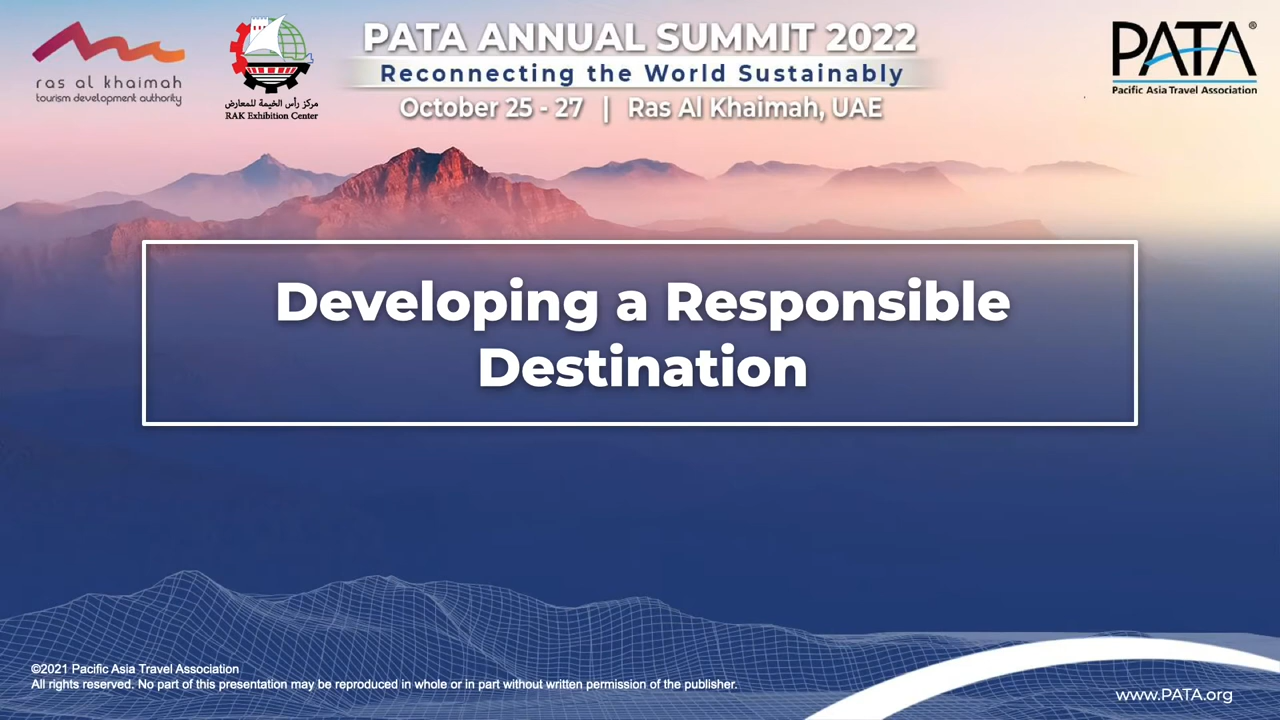 ras al khaimah
tourism development authority
مركز رأس الخيمة للمعارض
RAK Exhibition Center
PATA ANNUAL SUMMIT 2022
Reconnecting the World Sustainably
October 25 - 27 | Ras Al Khaimah, UAE
PATA®
Pacific Asia Travel Association
Developing a Responsible
Destination
©2021 Pacific Asia Travel Association
All rights reserved. No part of this presentation may be reproduced in whole or in part without written permission of the publisher.
www.PATA.org